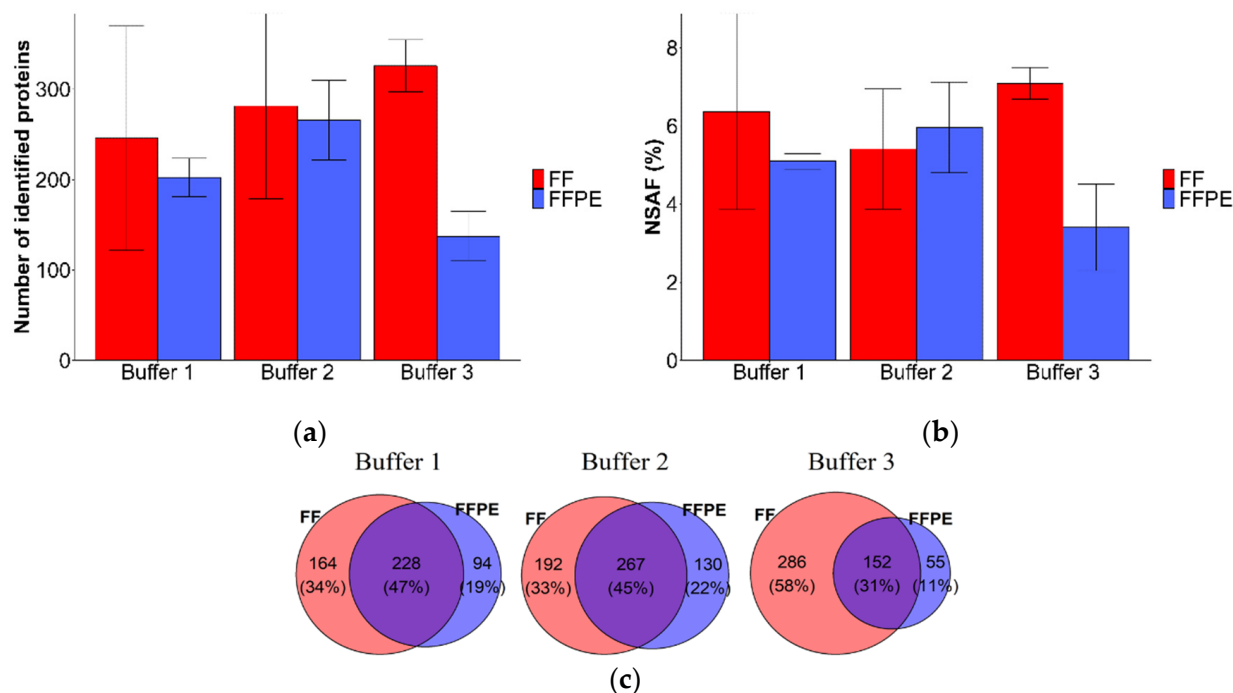 Number of identified proteins
300
200
100
0
Buffer 1 Buffer 2 Buffer 3
FF
FFPE
(a)
NSAF (%)
8
6
4
2
0
Buffer 1 Buffer 2 Buffer 3
FF
FFPE
(b)
Buffer 1
FF FFPE
164 228 94
(34%) (47%) (19%)
Buffer 2
FF FFPE
192 267 130
(33%) (45%) (22%)
Buffer 3
FF FFPE
286 152 55
(58%) (31%) (11%)
(c)